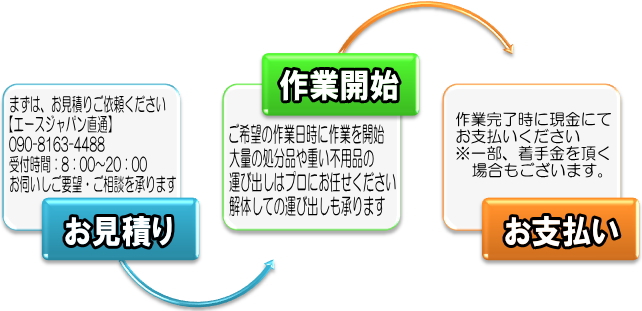 まずは、お見積りご依頼ください
【エースジャパン直通】
090-8163-4488
受付時間：8：00～20：00
お伺いしご要望・ご相談を承ります
お見積り
作業開始
ご希望の作業日時に作業を開始
大量の処分品や重い不用品の
運び出しはプロにお任せください
解体しての運び出しも承ります
作業完了時に現金にて
お支払いください
※一部、着手金を頂く
場合もございます。
お支払い